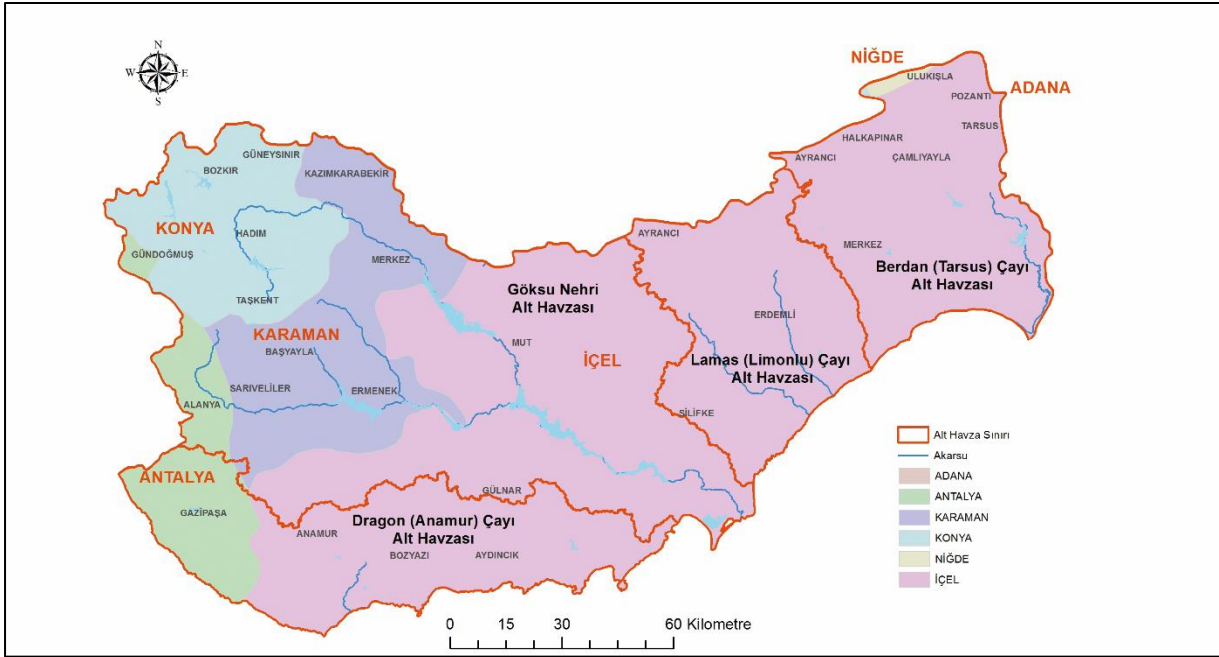 N
W
E
S
NİĞDE
ULUKIŞLA
ADANA
POZANTI
TARSUS
HALKAPINAR
AYRANCI
ÇAMLIYAYLA
GÜNEYSINIR
BOZKIR
KAZIMKARABEKİR
KONYA
HADIM
AYRANCI
GÜNDOĞMUŞ
MERKEZ
MERKEZ
Berdan (Tarsus) Çayı
Alt Havzası
Göksu Nehri
Alt Havzası
TAŞKENT
ERDEMLİ
KARAMAN
BAŞYAYLA
MUT
İÇEL
Lamas (Limonlu) Çayı
Alt Havzası
SARIVELİLER
ERMENEK
ALANYA
SİLİFKE
ANTALYA
GÜLNAR
GAZİPAŞA
Dragon (Anamur) Çayı
Alt Havzası
ANAMUR
BOZYAZI
AYDINCIK
Alt Havza Sınırı
Akarsu
ADANA
ANTALYA
KARAMAN
KONYA
NİĞDE
İÇEL
0 15 30 60 Kilometre